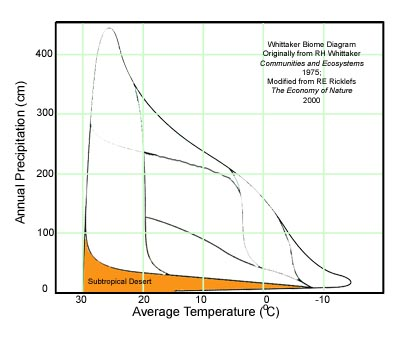 Whittaker Biome Diagram
Originally from RH Whittaker
Communities and Ecosystems
1975;
Modified from RE Ricklefs
The Economy of Nature
2000
Annual Precipitation (cm)
400
300
200
100
0
Subtropical Desert
30 20 10 0 -10
Average Temperature (°C)